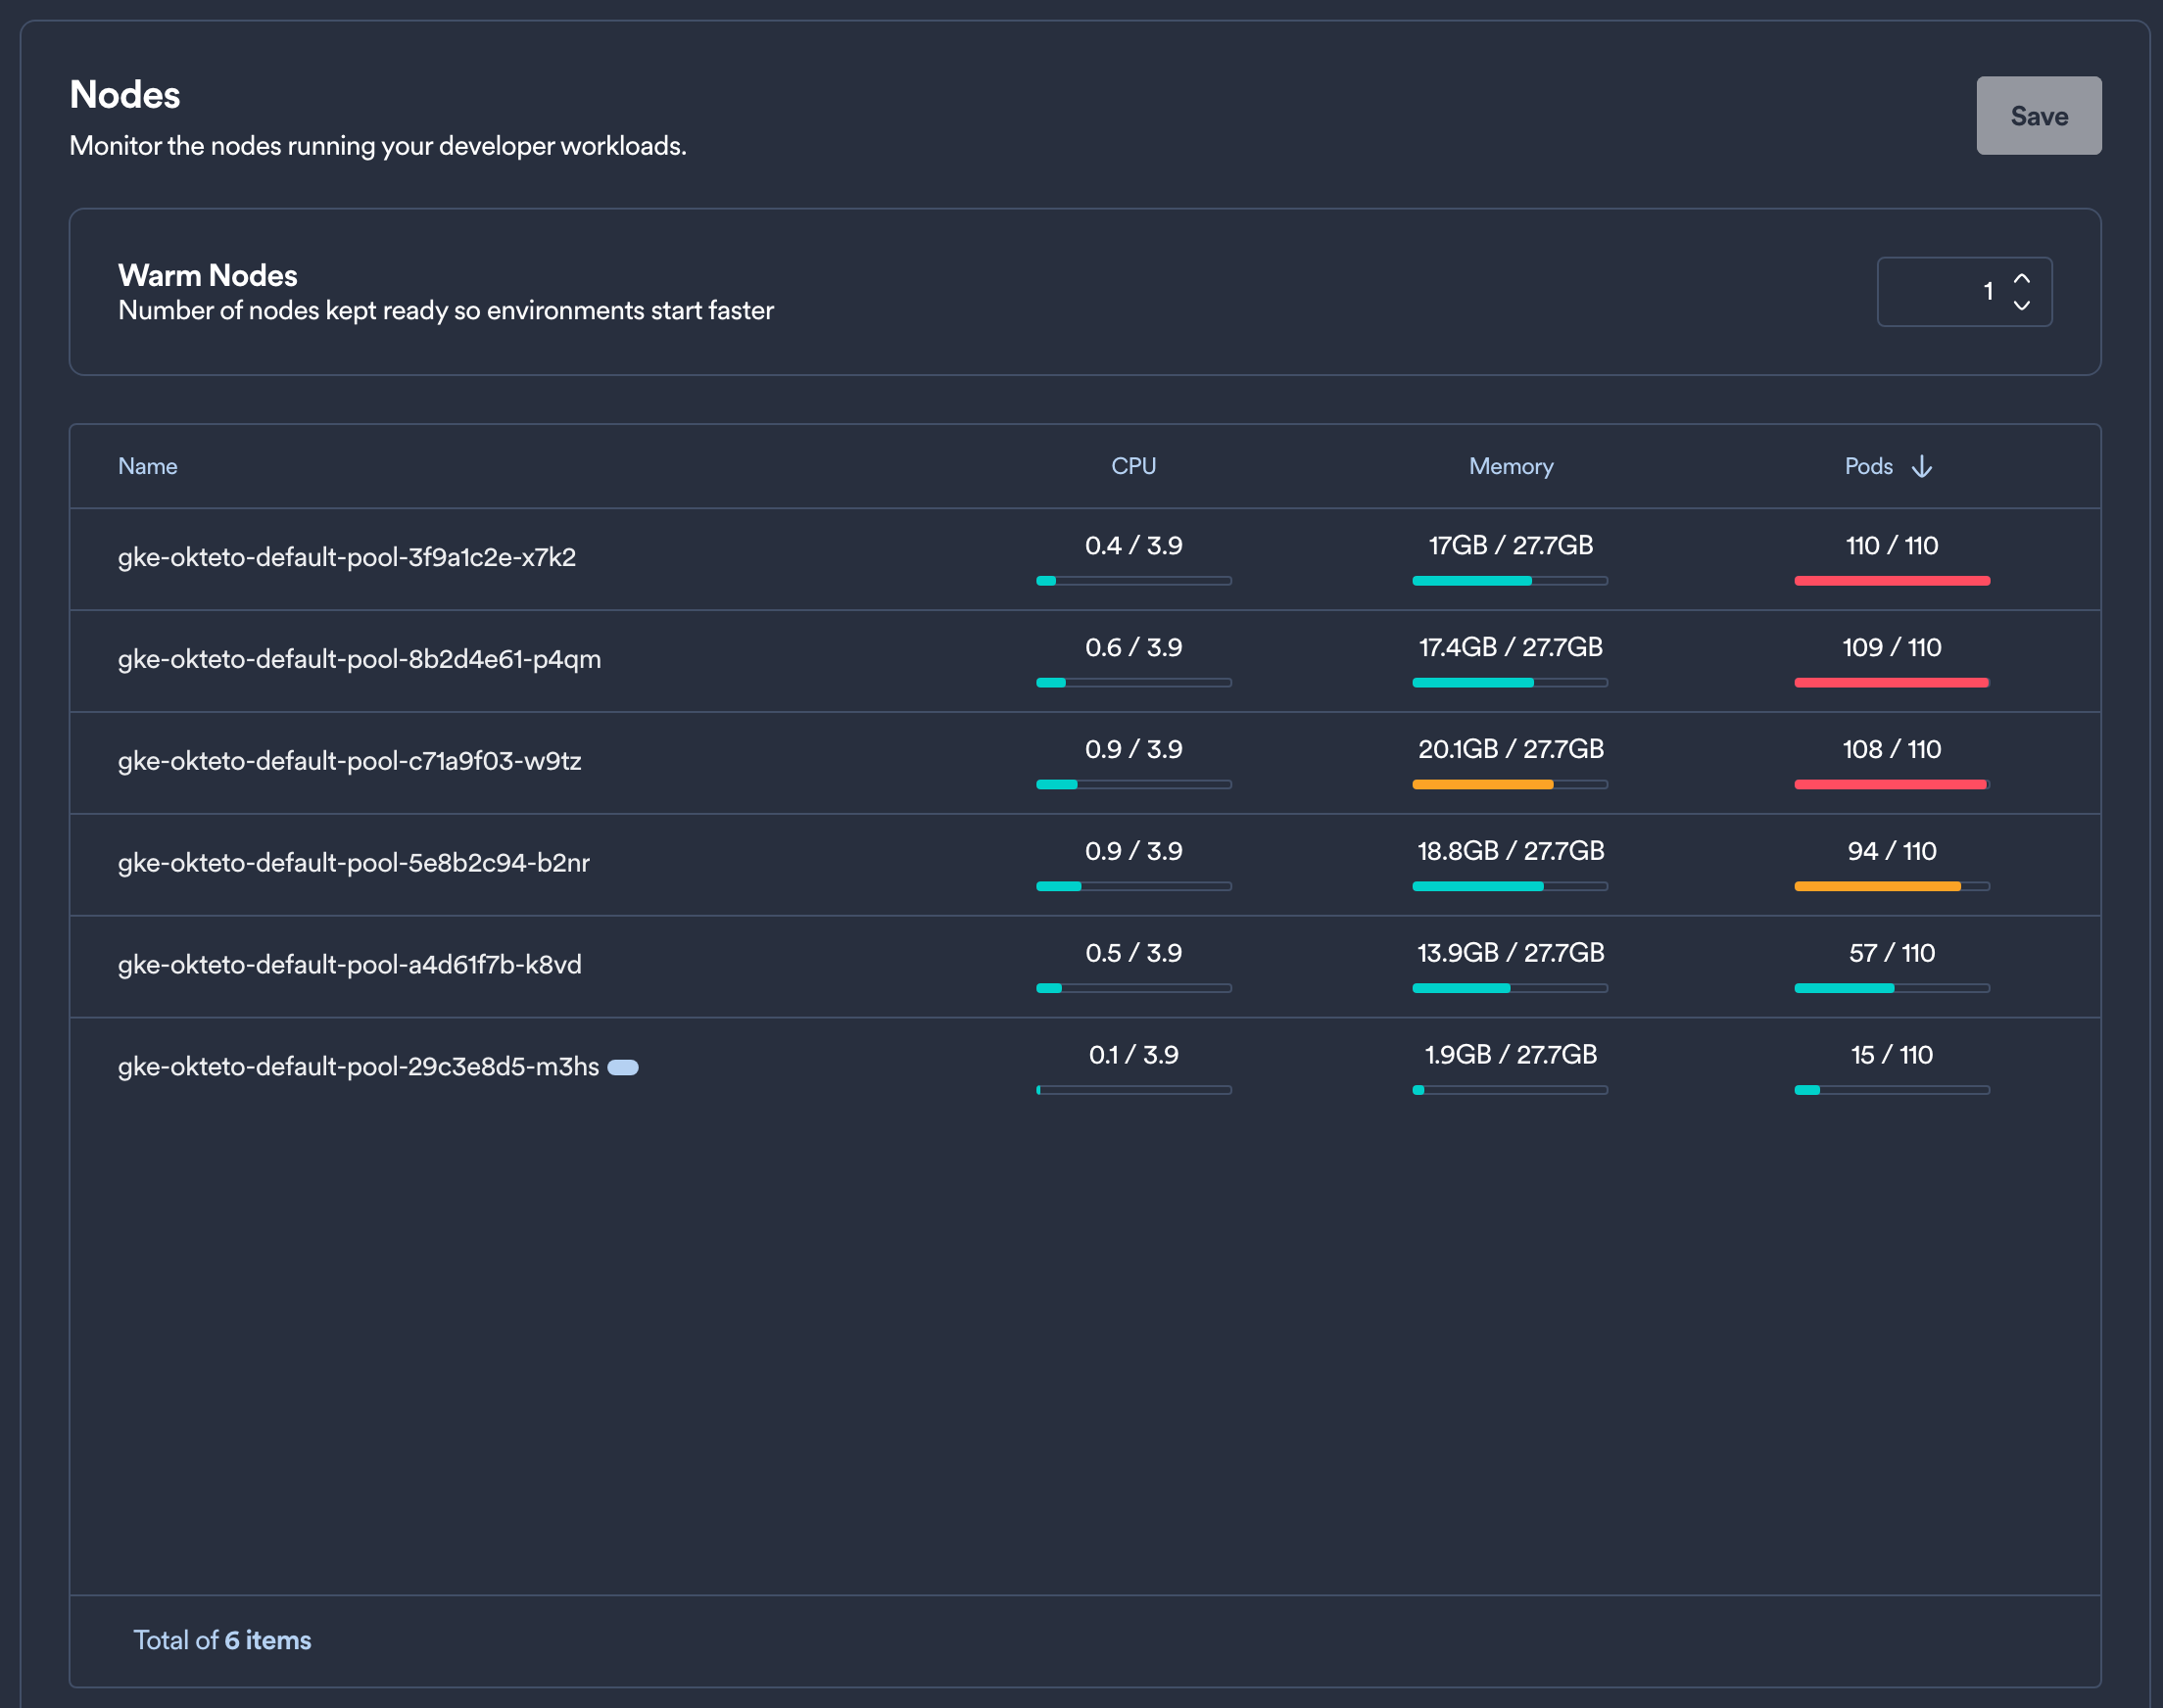 Nodes
Save
Monitor the nodes running your developer workloads.
Warm Nodes
Number of nodes kept ready so environments start faster
1
Name CPU Memory Pods ↓
gke-okteto-default-pool-3f9a1c2e-x7k2 0.4 / 3.9 17GB / 27.7GB 110 / 110
gke-okteto-default-pool-8b2d4e61-p4qm 0.6 / 3.9 17.4GB / 27.7GB 109 / 110
gke-okteto-default-pool-c71a9f03-w9tz 0.9 / 3.9 20.1GB / 27.7GB 108 / 110
gke-okteto-default-pool-5e8b2c94-b2nr 0.9 / 3.9 18.8GB / 27.7GB 94 / 110
gke-okteto-default-pool-a4d61f7b-k8vd 0.5 / 3.9 13.9GB / 27.7GB 57 / 110
gke-okteto-default-pool-29c3e8d5-m3hs 0.1 / 3.9 1.9GB / 27.7GB 15 / 110
Total of 6 items